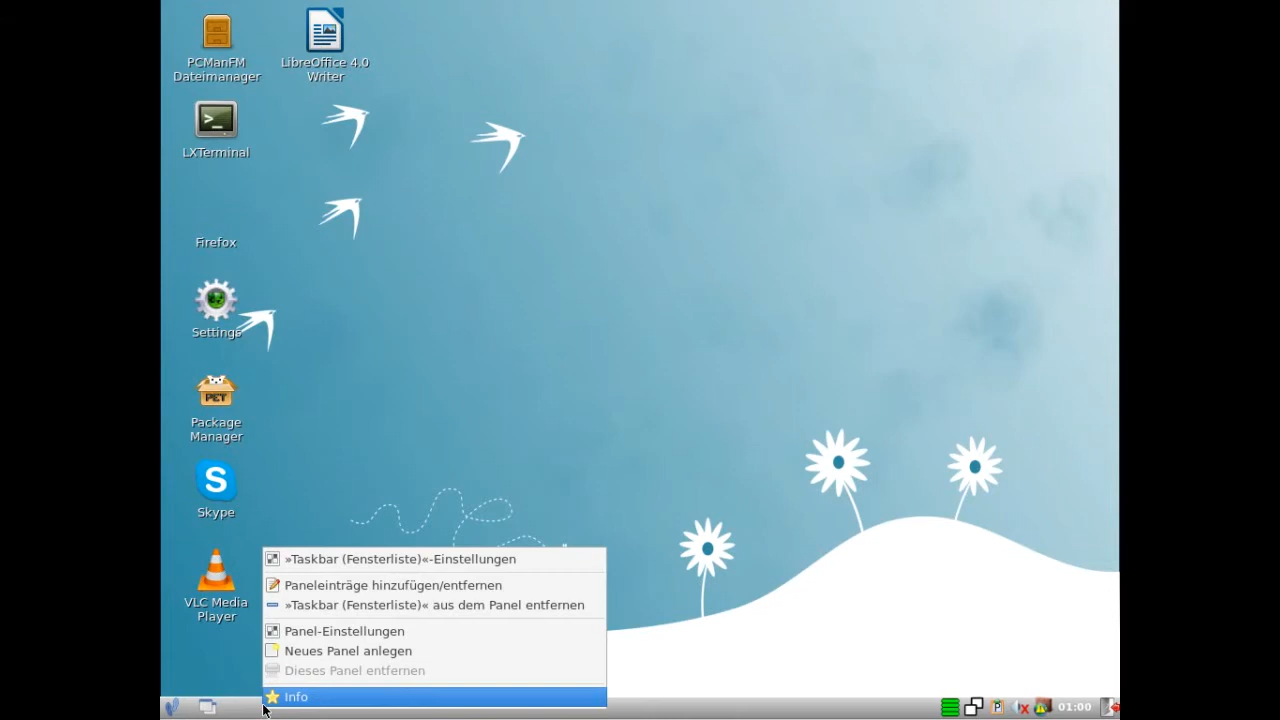 PCManFM
Dateimanager
LibreOffice 4.0
Writer
>_
LXTerminal
Firefox
Settings
PET
Package
Manager
S
Skype
VLC Media
Player
»Taskbar (Fensterliste)«-Einstellungen
Paneleinträge hinzufügen/entfernen
»Taskbar (Fensterliste)« aus dem Panel entfernen
Panel-Einstellungen
Neues Panel anlegen
Dieses Panel entfernen
Info
P
01:00